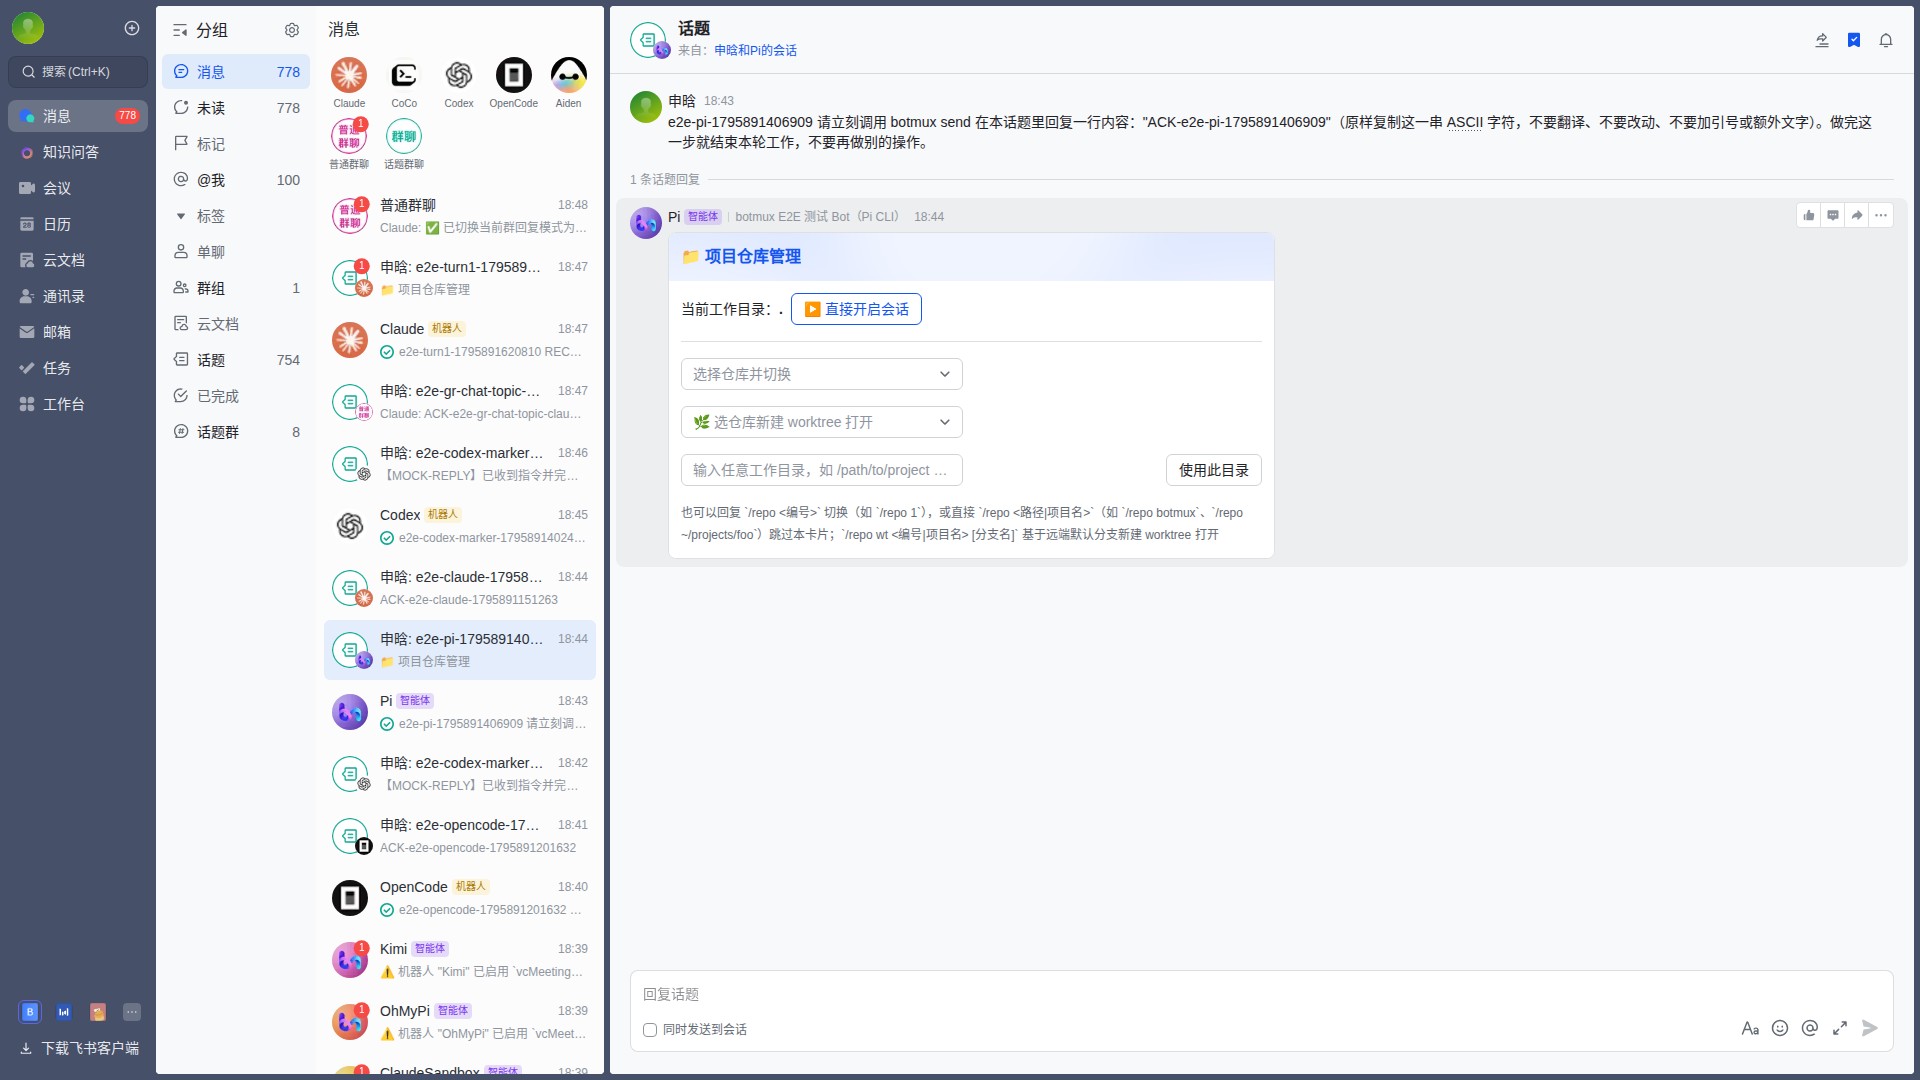 搜索 (Ctrl+K)
消息 778
知识问答
会议
日历
云文档
通讯录
邮箱
任务
工作台
下载飞书客户端
分组
消息 778
未读 778
标记
@我 100
标签
单聊
群组 1
云文档
话题 754
已完成
话题群 8
消息
Claude CoCo Codex OpenCode Aiden
普通群聊 1 群聊
普通群聊 话题群聊
普通群聊 18:48
Claude: ✅ 已切换当前群回复模式为…
申晗: e2e-turn1-179589… 18:47
📁 项目仓库管理
Claude 机器人 18:47
e2e-turn1-1795891620810 REC…
申晗: e2e-gr-chat-topic-… 18:47
Claude: ACK-e2e-gr-chat-topic-clau…
申晗: e2e-codex-marker… 18:46
【MOCK-REPLY】已收到指令并完…
Codex 机器人 18:45
e2e-codex-marker-17958914024…
申晗: e2e-claude-17958… 18:44
ACK-e2e-claude-1795891151263
申晗: e2e-pi-179589140… 18:44
📁 项目仓库管理
Pi 智能体 18:43
e2e-pi-1795891406909 请立刻调…
申晗: e2e-codex-marker… 18:42
【MOCK-REPLY】已收到指令并完…
申晗: e2e-opencode-17… 18:41
ACK-e2e-opencode-1795891201632
OpenCode 机器人 18:40
e2e-opencode-1795891201632 …
Kimi 智能体 18:39
⚠️ 机器人 "Kimi" 已启用 `vcMeeting…
OhMyPi 智能体 18:39
⚠️ 机器人 "OhMyPi" 已启用 `vcMeet…
ClaudeSandbox 智能体 18:39
话题
来自：申晗和Pi的会话
申晗 18:43
e2e-pi-1795891406909 请立刻调用 botmux send 在本话题里回复一行内容："ACK-e2e-pi-1795891406909"（原样复制这一串 ASCII 字符，不要翻译、不要改动、不要加引号或额外文字）。做完这
一步就结束本轮工作，不要再做别的操作。
1 条话题回复
Pi 智能体 botmux E2E 测试 Bot（Pi CLI） 18:44
📁 项目仓库管理
当前工作目录：. ▶️ 直接开启会话
选择仓库并切换
🌿 选仓库新建 worktree 打开
输入任意工作目录，如 /path/to/project … 使用此目录
也可以回复 `/repo <编号>` 切换（如 `/repo 1`），或直接 `/repo <路径|项目名>`（如 `/repo botmux`、`/repo
~/projects/foo`）跳过本卡片；`/repo wt <编号|项目名> [分支名]` 基于远端默认分支新建 worktree 打开
回复话题
同时发送到会话